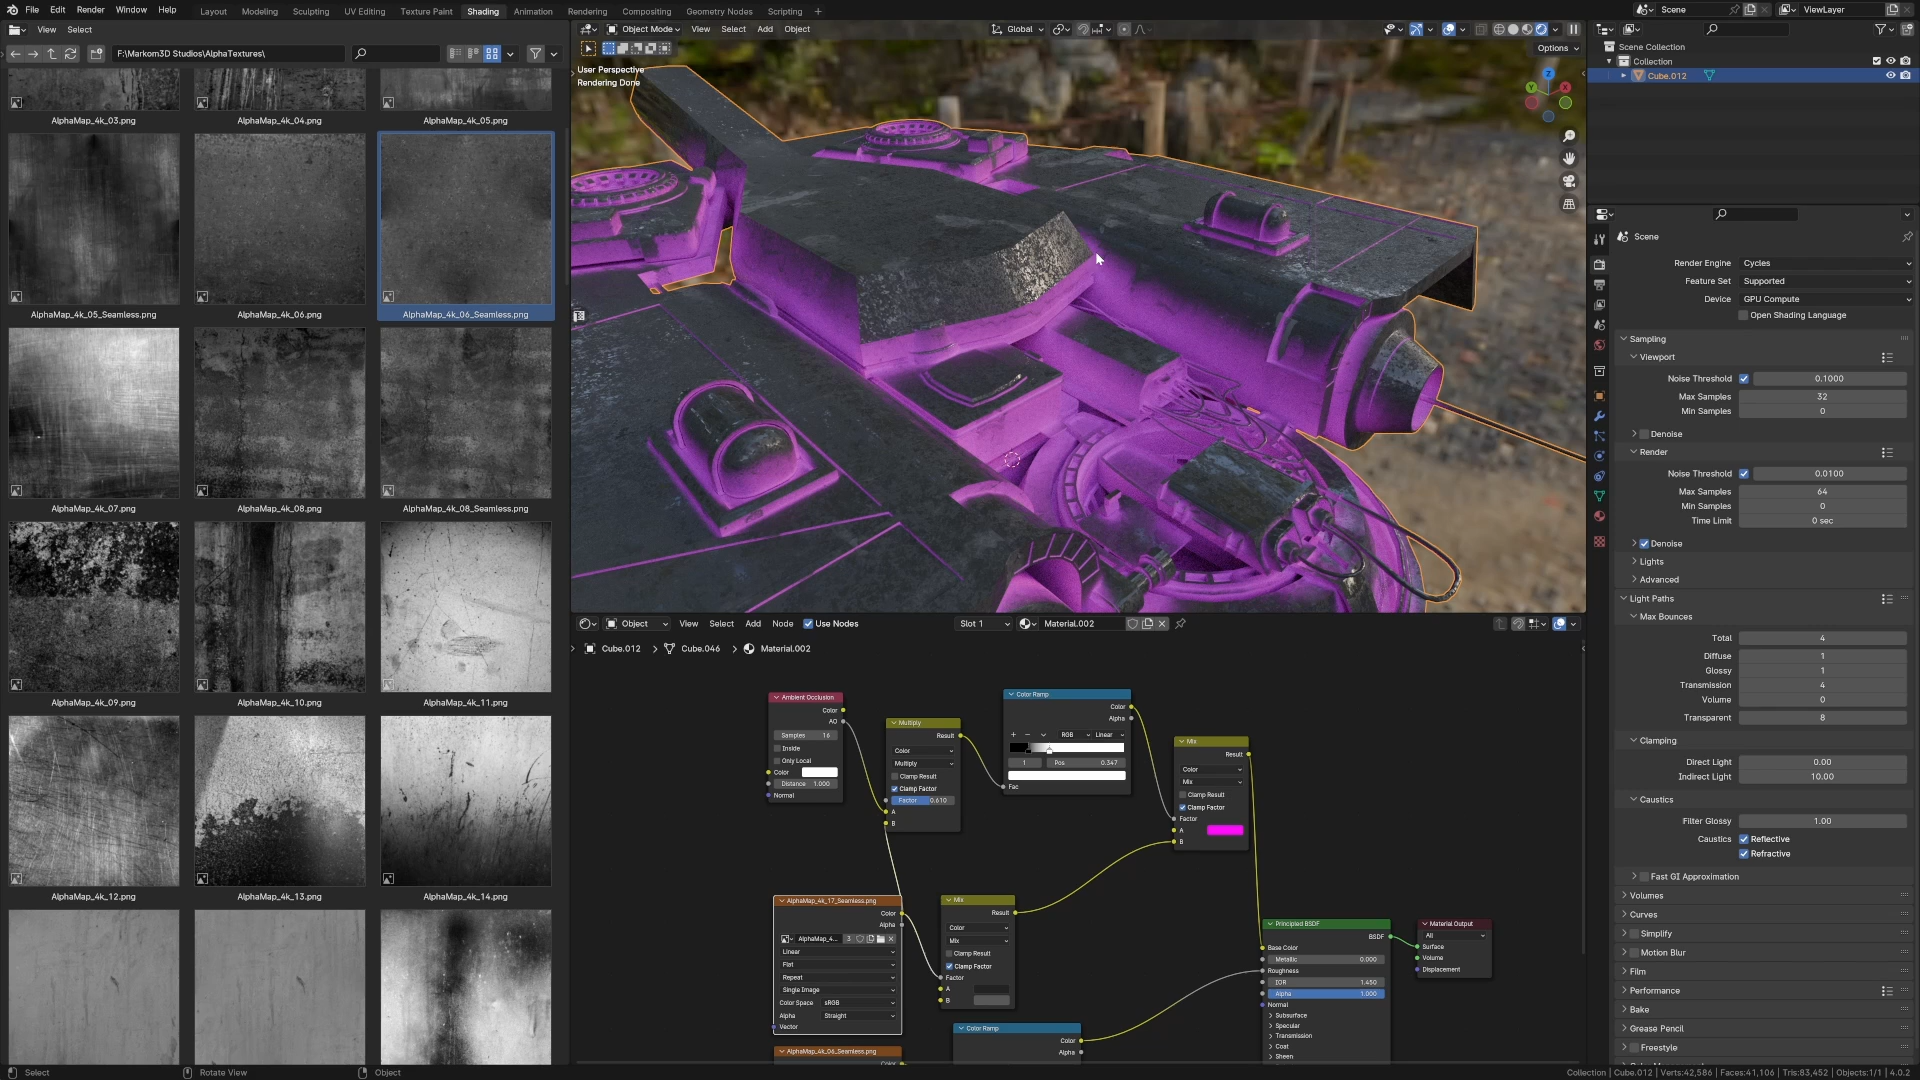 File Edit Render Window Help
Layout Modeling Sculpting UV Editing Texture Paint Shading Animation Rendering Compositing Geometry Nodes Scripting +
Scene
ViewLayer
View Select
F:\Markom3D Studios\AlphaTextures\
AlphaMap_4k_03.png
AlphaMap_4k_04.png
AlphaMap_4k_05.png
AlphaMap_4k_05_Seamless.png
AlphaMap_4k_06.png
AlphaMap_4k_06_Seamless.png
AlphaMap_4k_07.png
AlphaMap_4k_08.png
AlphaMap_4k_08_Seamless.png
AlphaMap_4k_09.png
AlphaMap_4k_10.png
AlphaMap_4k_11.png
AlphaMap_4k_12.png
AlphaMap_4k_13.png
AlphaMap_4k_14.png
Object Mode View Select Add Object
Global
Options
User Perspective
Rendering Done
Z
Y
X
Object View Select Add Node Use Nodes
Slot 1
Material.002
Cube.012 > Cube.046 > Material.002
Ambient Occlusion
Color
AO
Samples 16
Inside
Only Local
Color
Distance 1.000
Normal
Multiply
Result
Color
Multiply
Clamp Result
Clamp Factor
Factor 0.610
A
B
Color Ramp
Color
Alpha
+ − RGB Linear
1 Pos 0.347
Fac
Mix
Result
Color
Mix
Clamp Result
Clamp Factor
Factor
A
B
AlphaMap_4k_17_Seamless.png
Color
Alpha
AlphaMap_4... 3
Linear
Flat
Repeat
Single Image
Color Space sRGB
Alpha Straight
Vector
AlphaMap_4k_06_Seamless.png
Color
Mix
Result
Color
Mix
Clamp Result
Clamp Factor
Factor
A
B
Color Ramp
Color
Alpha
Principled BSDF
BSDF
Base Color
Metallic 0.000
Roughness
IOR 1.450
Alpha 1.000
Normal
Subsurface
Specular
Transmission
Coat
Sheen
Material Output
All
Surface
Volume
Displacement
Scene Collection
Collection
Cube.012
Scene
Render Engine Cycles
Feature Set Supported
Device GPU Compute
Open Shading Language
Sampling
Viewport
Noise Threshold 0.1000
Max Samples 32
Min Samples 0
Denoise
Render
Noise Threshold 0.0100
Max Samples 64
Min Samples 0
Time Limit 0 sec
Denoise
Lights
Advanced
Light Paths
Max Bounces
Total 4
Diffuse 1
Glossy 1
Transmission 4
Volume 0
Transparent 8
Clamping
Direct Light 0.00
Indirect Light 10.00
Caustics
Filter Glossy 1.00
Caustics Reflective
Refractive
Fast GI Approximation
Volumes
Curves
Simplify
Motion Blur
Film
Performance
Bake
Grease Pencil
Freestyle
Select
Rotate View
Object
Collection | Cube.012 | Verts:42,586 | Faces:41,106 | Tris:83,452 | Objects:1/1 | 4.0.2